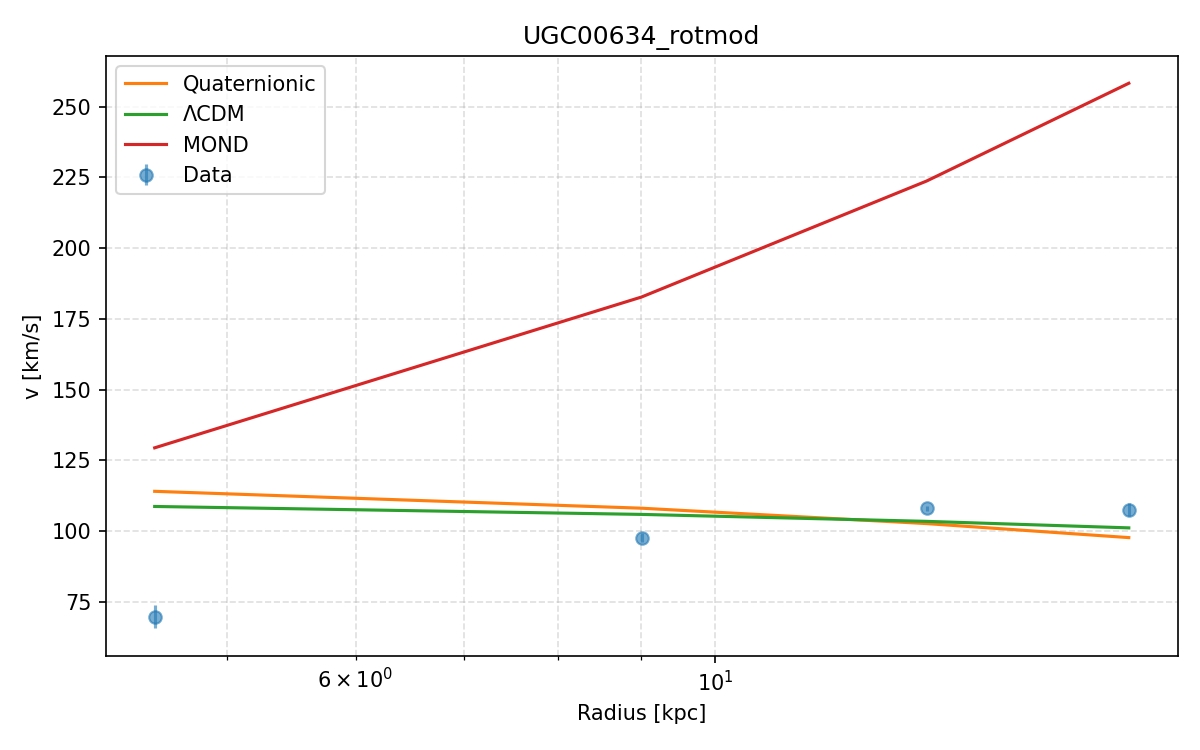 UGC00634_rotmod
Quaternionic
ΛCDM
MOND
Data
250
225
200
175
150
125
100
75
v [km/s]
6 × 10⁰
10¹
Radius [kpc]